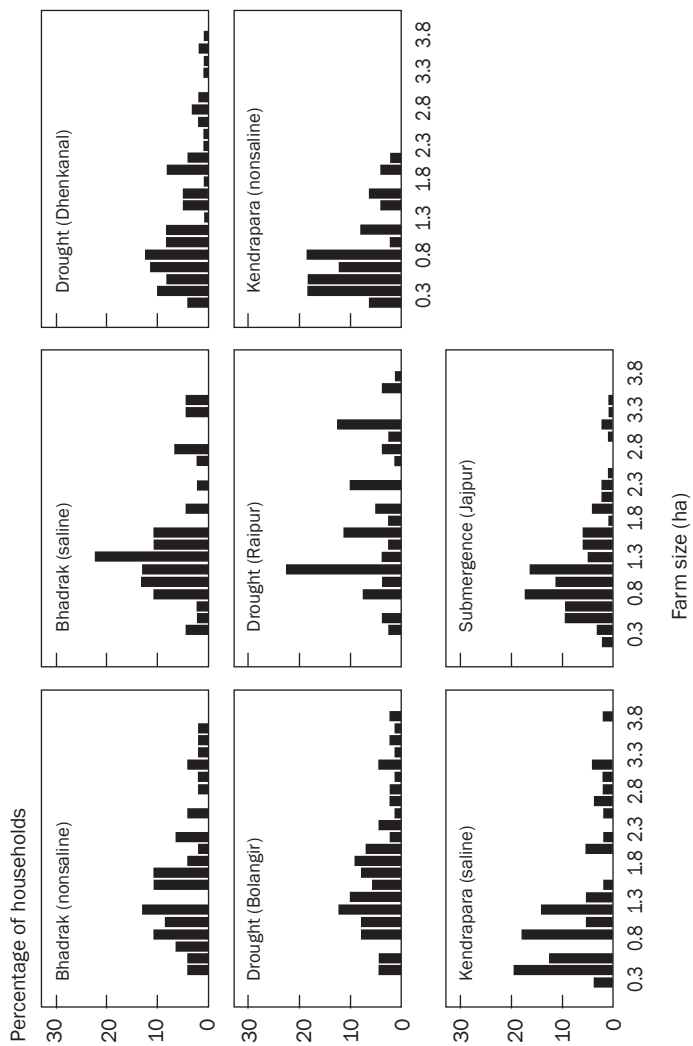 Percentage of households
Bhadrak (nonsaline)
30
20
10
0
Bhadrak (saline)
Drought (Dhenkanal)
Drought (Bolangir)
30
20
10
0
Drought (Raipur)
Kendrapara (nonsaline)
0.3 0.8 1.3 1.8 2.3 2.8 3.3 3.8
Kendrapara (saline)
30
20
10
0
0.3 0.8 1.3 1.8 2.3 2.8 3.3 3.8
Submergence (Jajpur)
0.3 0.8 1.3 1.8 2.3 2.8 3.3 3.8
Farm size (ha)